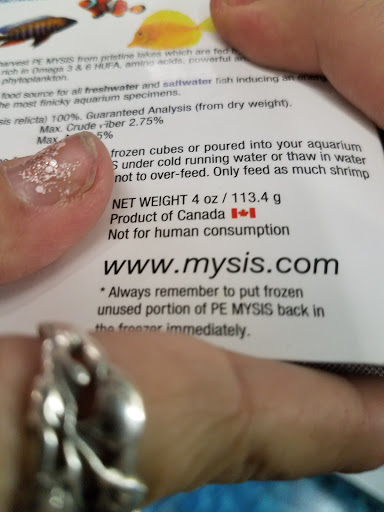 harvest PE MYSIS from pristine lakes which are fed
rich in Omega 3 & 6 HUFA, amino acids, powerful
phytoplankton.
food source for all freshwater and saltwater fish inducing an
the most finicky aquarium specimens.
relicta) 100%. Guaranteed Analysis (from dry weight).
Max. Crude Fiber 2.75%
Max. 5%
frozen cubes or poured into your aquarium
under cold running water or thaw in water
not to over-feed. Only feed as much shrimp
NET WEIGHT 4 oz / 113.4 g
Product of Canada
Not for human consumption
www.mysis.com
* Always remember to put frozen
unused portion of PE MYSIS back in
the freezer immediately.